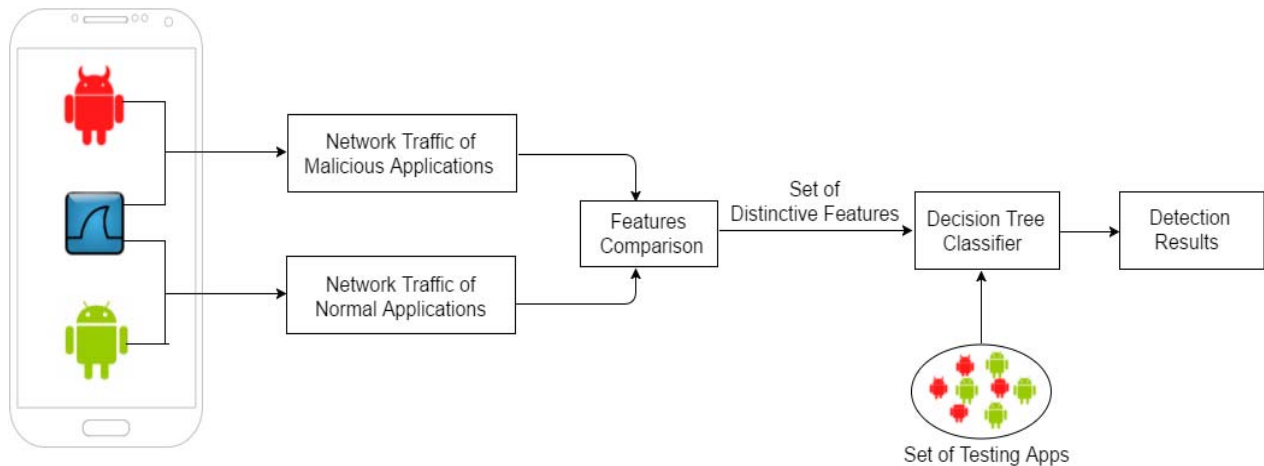 Network Traffic of
Malicious Applications
Network Traffic of
Normal Applications
Features
Comparison
Set of
Distinctive Features
Decision Tree
Classifier
Detection
Results
Set of Testing Apps